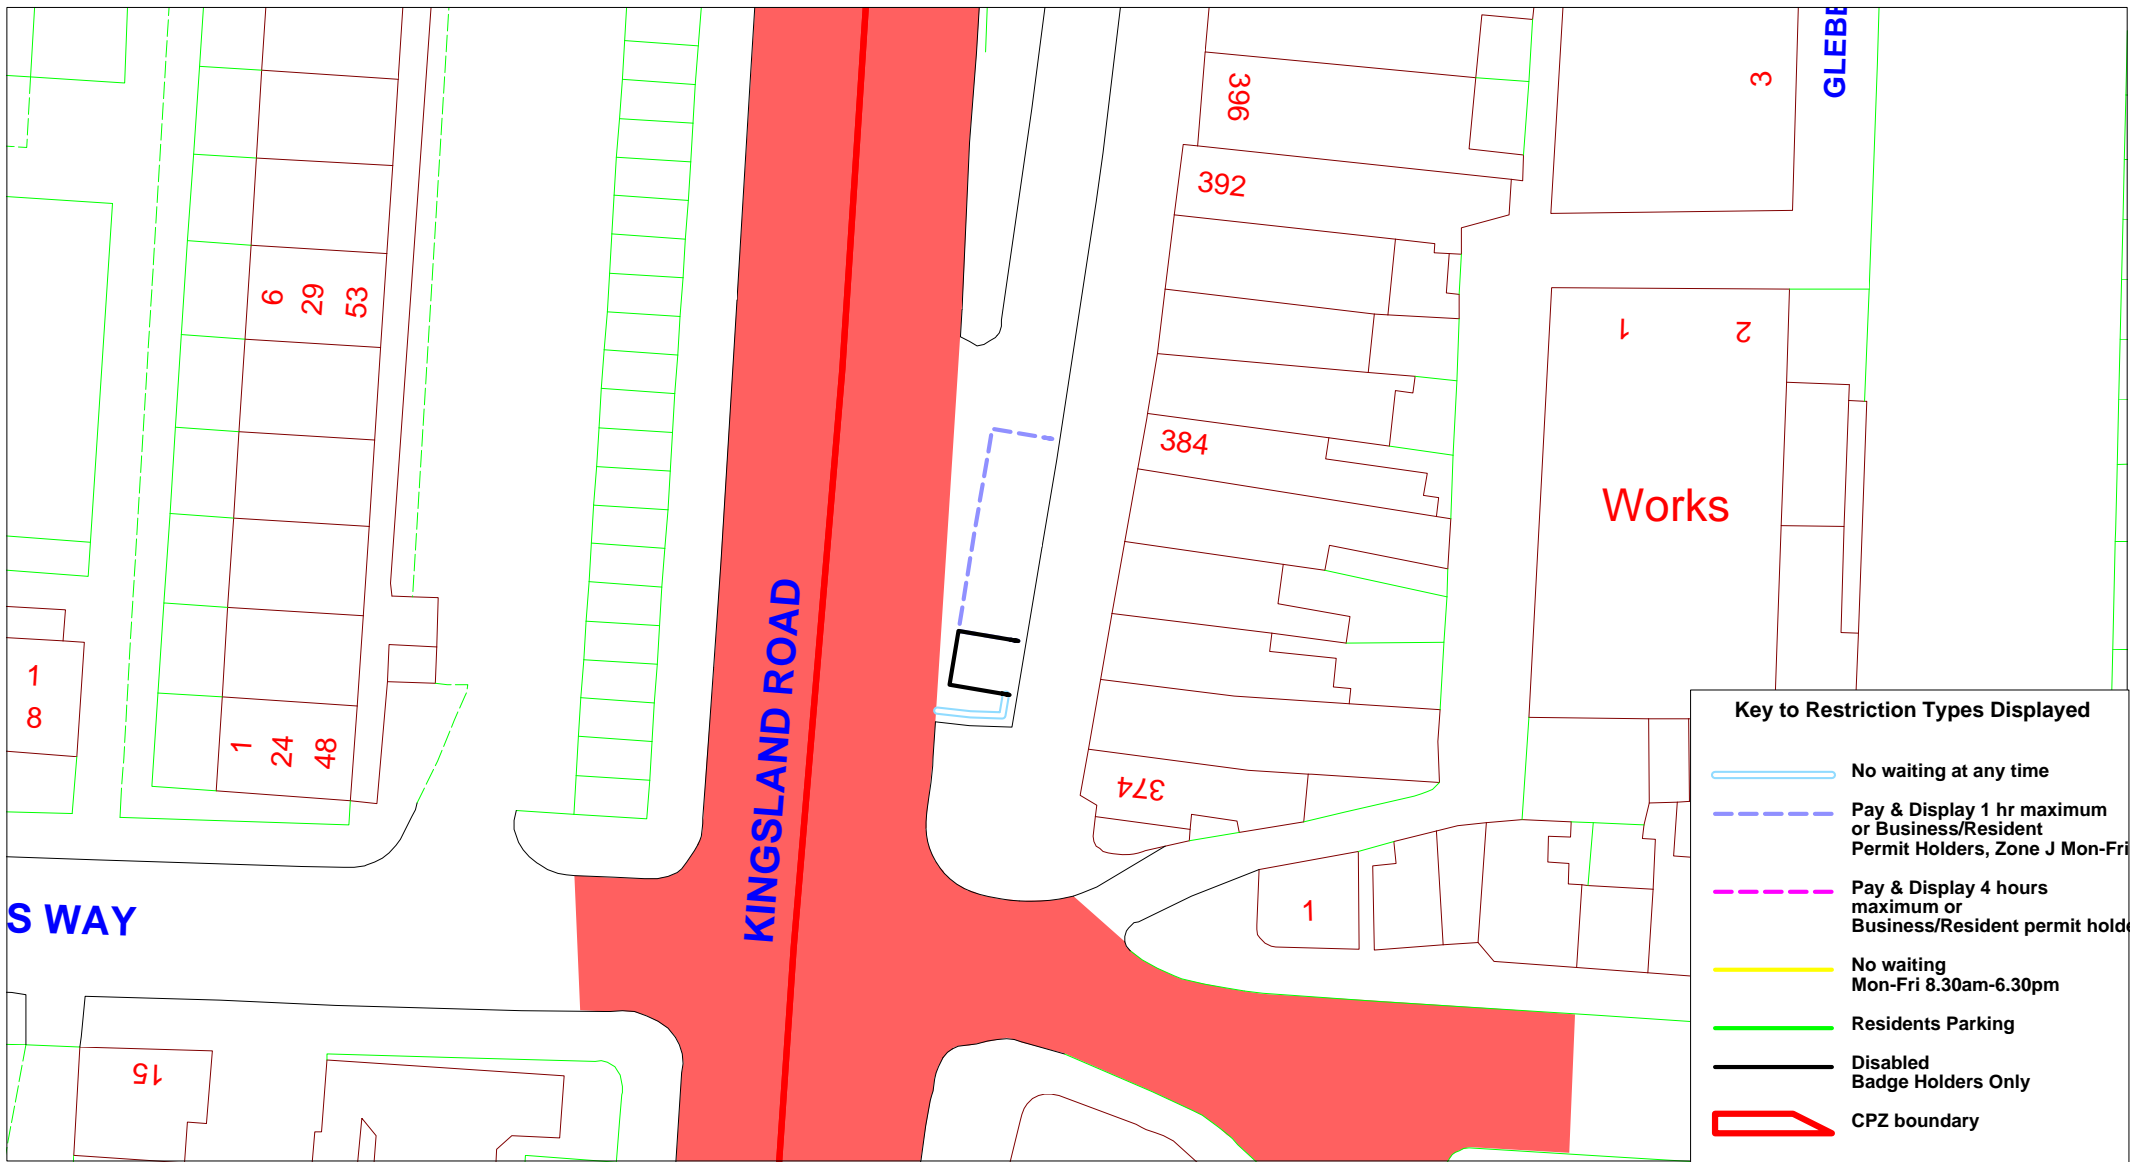 GLEBE
396
3
392
6
29
53
1
2
384
Works
KINGSLAND ROAD
1
8
1
24
48
374
S WAY
1
15
Key to Restriction Types Displayed
No waiting at any time
Pay & Display 1 hr maximum
or Business/Resident
Permit Holders, Zone J Mon-Fri
Pay & Display 4 hours
maximum or
Business/Resident permit holde
No waiting
Mon-Fri 8.30am-6.30pm
Residents Parking
Disabled
Badge Holders Only
CPZ boundary